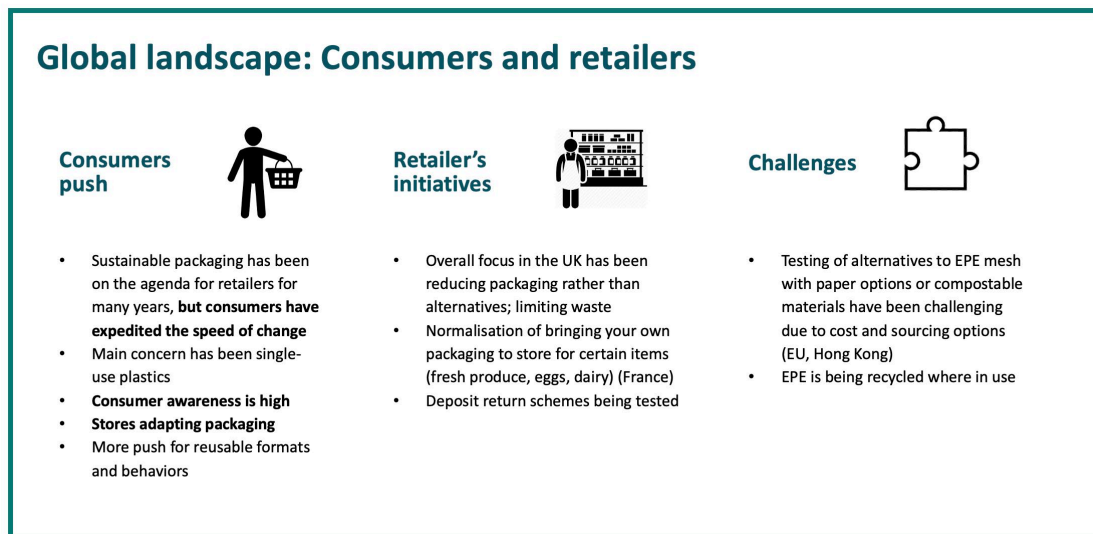 Global landscape: Consumers and retailers
Consumers
push
• Sustainable packaging has been
on the agenda for retailers for
many years, but consumers have
expedited the speed of change
• Main concern has been single-
use plastics
• Consumer awareness is high
• Stores adapting packaging
• More push for reusable formats
and behaviors
Retailer's
initiatives
• Overall focus in the UK has been
reducing packaging rather than
alternatives; limiting waste
• Normalisation of bringing your own
packaging to store for certain items
(fresh produce, eggs, dairy) (France)
• Deposit return schemes being tested
Challenges
• Testing of alternatives to EPE mesh
with paper options or compostable
materials have been challenging
due to cost and sourcing options
(EU, Hong Kong)
• EPE is being recycled where in use